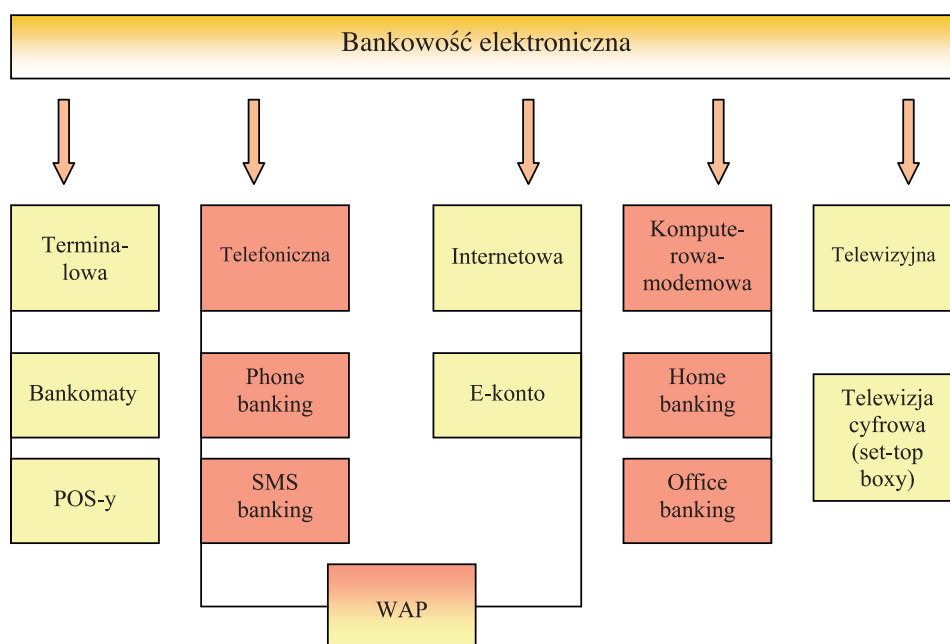 Bankowość elektroniczna
Termina-
lowa
Telefoniczna
Internetowa
Kompute-
rowa-
modemowa
Telewizyjna
Bankomaty
Phone
banking
E-konto
Home
banking
Telewizja
cyfrowa
(set-top
boxy)
POS-y
SMS
banking
Office
banking
WAP